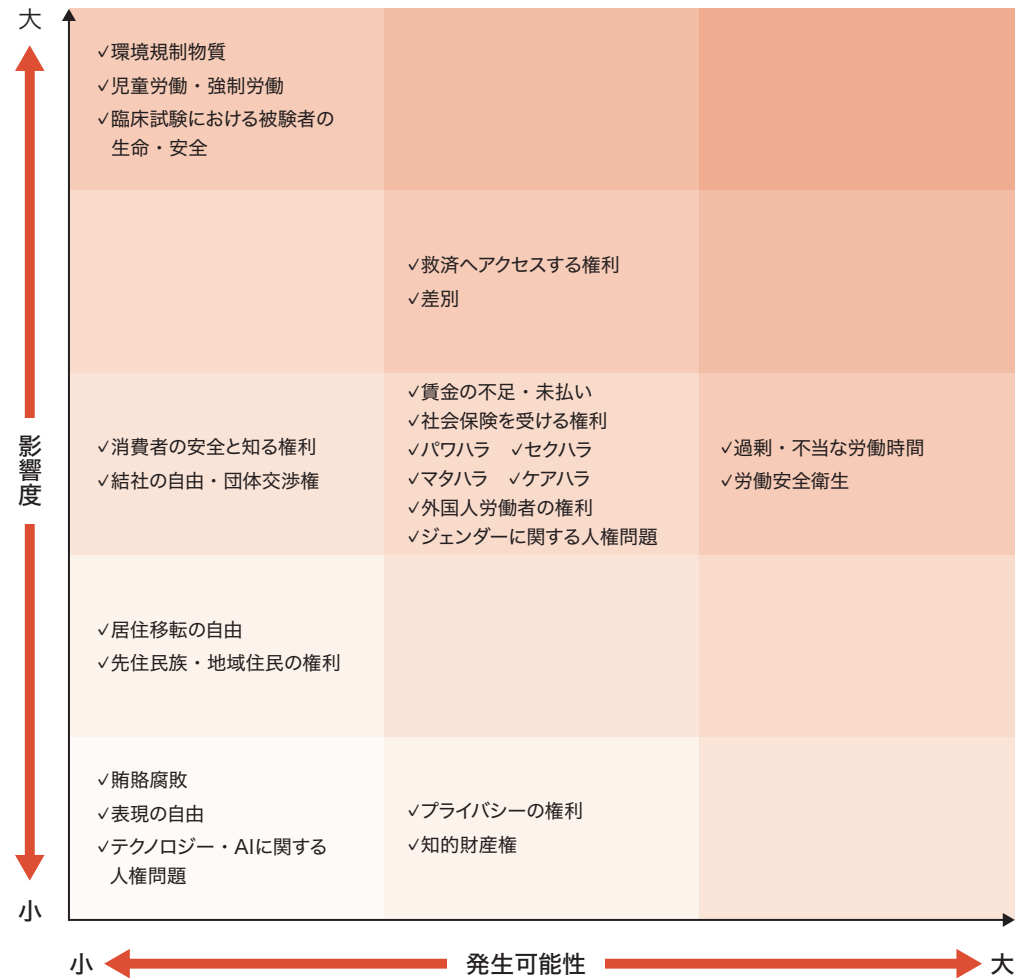 大
✓環境規制物質
✓児童労働・強制労働
✓臨床試験における被験者の
生命・安全
✓救済へアクセスする権利
✓差別
影響度
✓消費者の安全と知る権利
✓結社の自由・団体交渉権
✓賃金の不足・未払い
✓社会保険を受ける権利
✓パワハラ ✓セクハラ
✓マタハラ ✓ケアハラ
✓外国人労働者の権利
✓ジェンダーに関する人権問題
✓過剰・不当な労働時間
✓労働安全衛生
✓居住移転の自由
✓先住民族・地域住民の権利
✓賄賂腐敗
✓表現の自由
✓テクノロジー・AIに関する
人権問題
✓プライバシーの権利
✓知的財産権
小
小 発生可能性 大